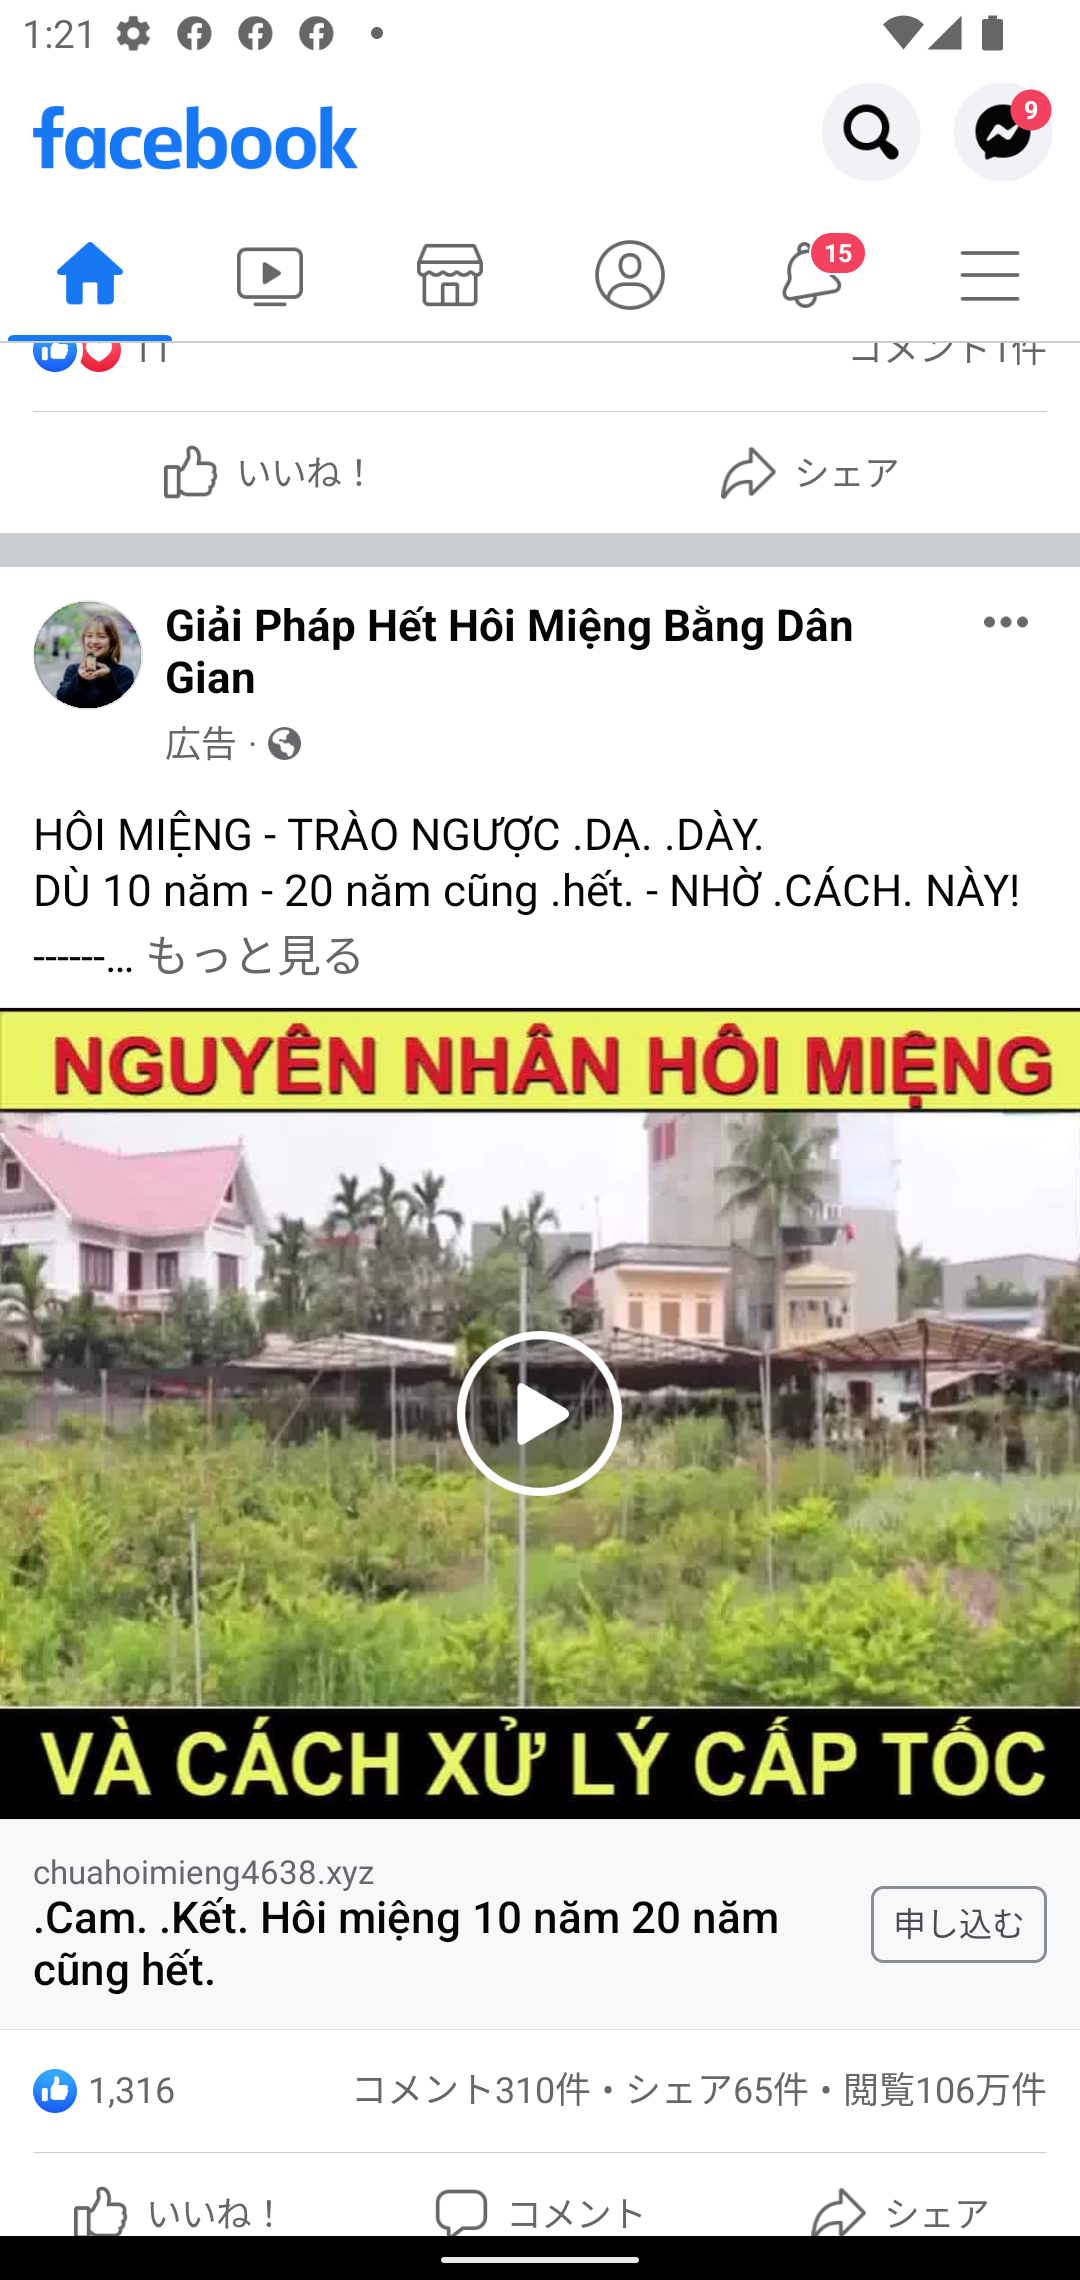 1:21
facebook
9
15
11 コメント1件
いいね！ シェア
Giải Pháp Hết Hôi Miệng Bằng Dân
Gian
広告 ·
HÔI MIỆNG - TRÀO NGƯỢC .DẠ. .DÀY.
DÙ 10 năm - 20 năm cũng .hết. - NHỜ .CÁCH. NÀY!
------... もっと見る
NGUYÊN NHÂN HÔI MIỆNG
VÀ CÁCH XỬ LÝ CẤP TỐC
chuahoimieng4638.xyz
.Cam. .Kết. Hôi miệng 10 năm 20 năm
cũng hết.
申し込む
1,316 コメント310件・シェア65件・閲覧106万件
いいね！ コメント シェア